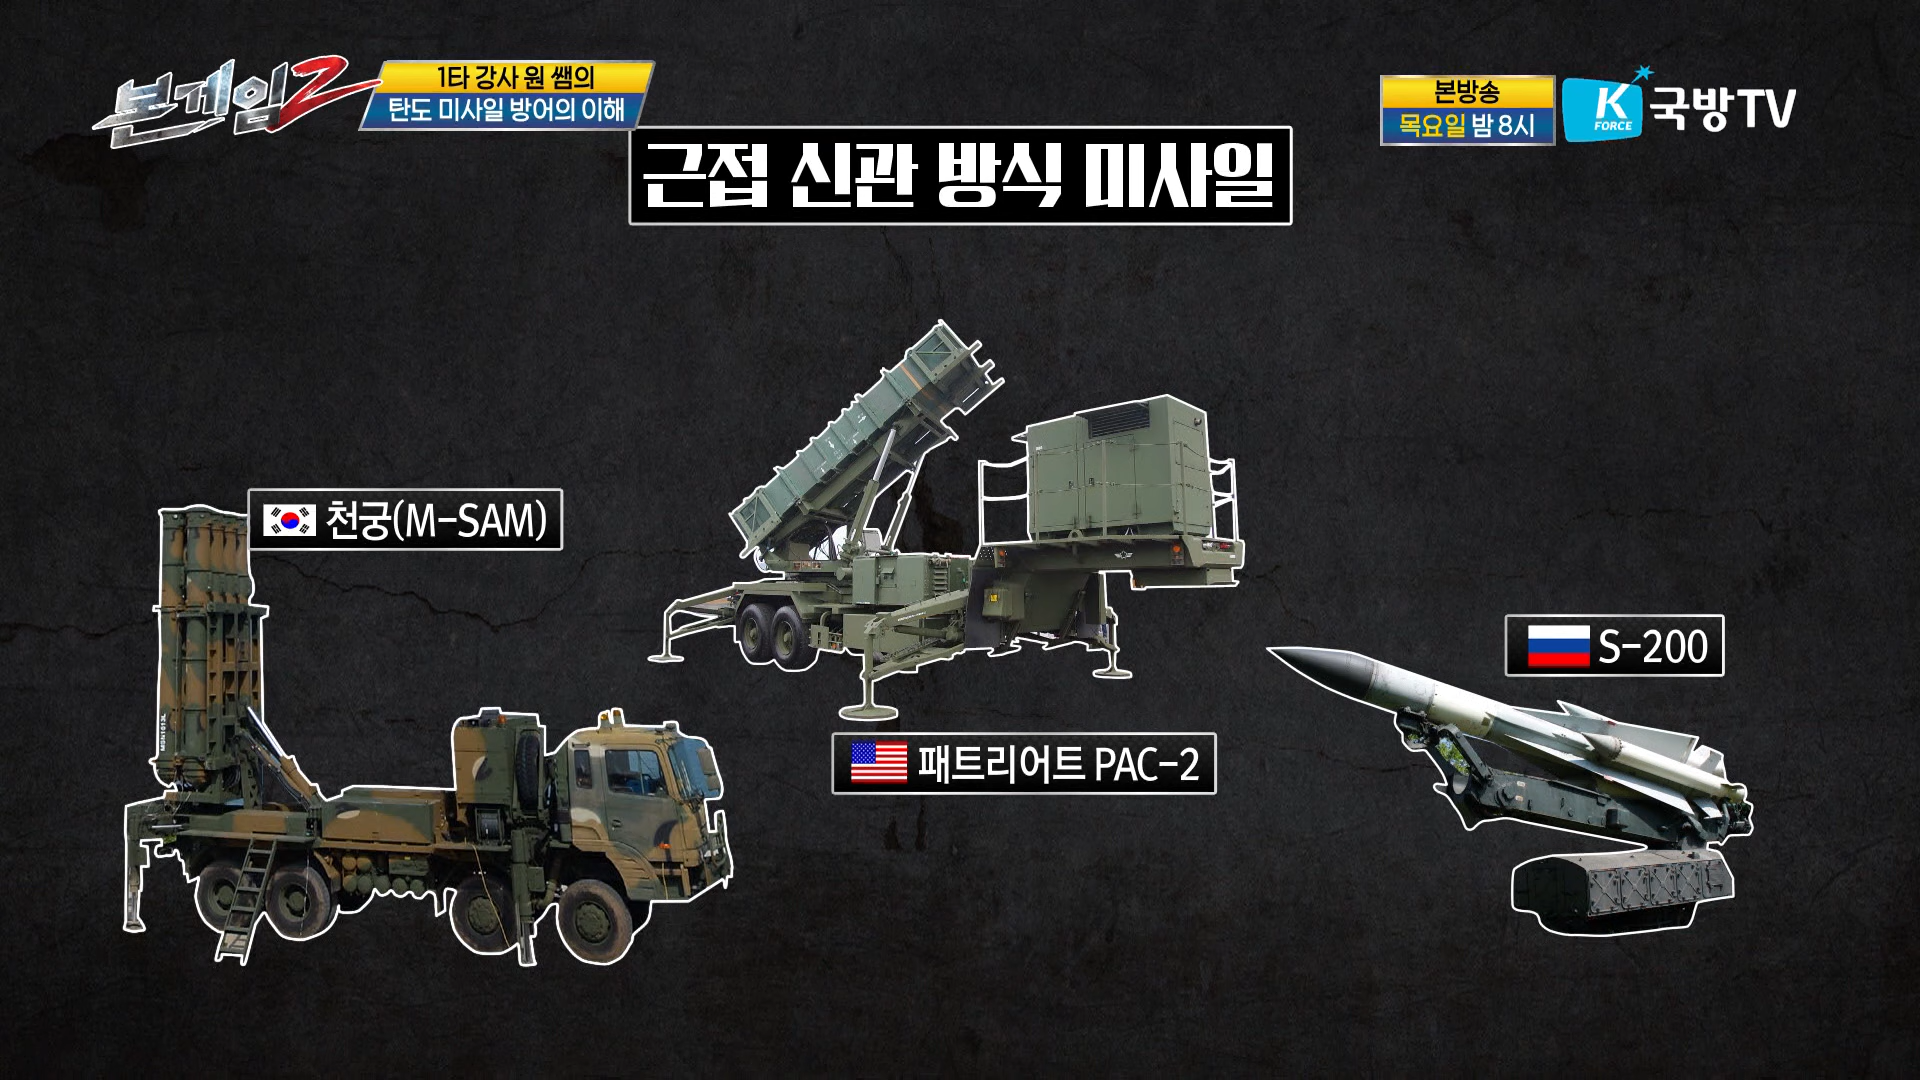 본게임2
1타 강사 원 쌤의
탄도 미사일 방어의 이해
본방송
목요일 밤 8시
K
FORCE
국방TV
근접 신관 방식 미사일
천궁(M-SAM)
패트리어트 PAC-2
S-200
MSN1013L